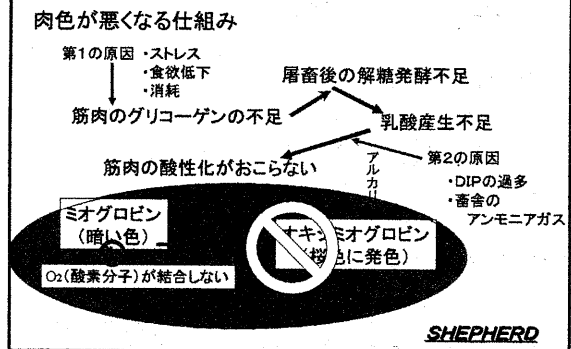 肉色が悪くなる仕組み
第1の原因
・ストレス
・食欲低下
・消耗
屠畜後の解糖発酵不足
筋肉のグリコーゲンの不足
乳酸産生不足
筋肉の酸性化がおこらない
アルカリ
第2の原因
・DIPの過多
・畜舎の
アンモニアガス
ミオグロビン
(暗い色)
オキシミオグロビン
(桜色に発色)
O₂(酸素分子)が結合しない
SHEPHERD